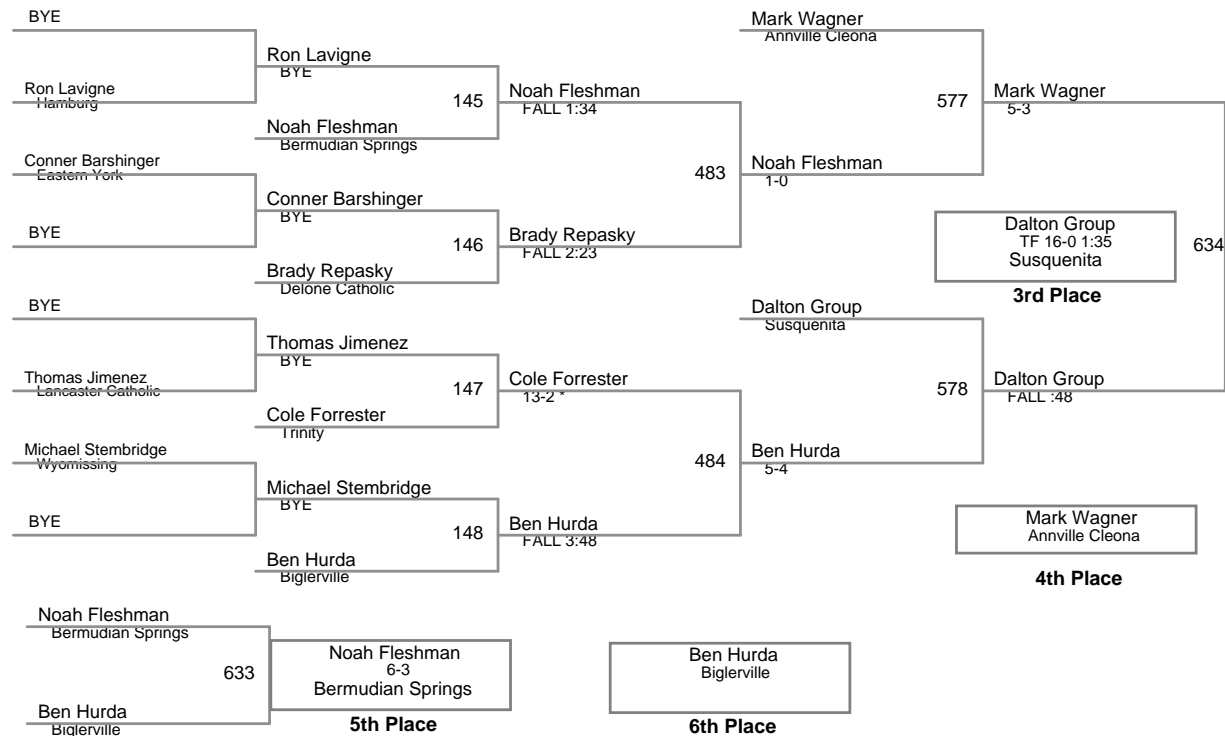 BYE
Ron Lavigne
Hamburg
Conner Barshinger
Eastern York
BYE
BYE
Thomas Jimenez
Lancaster Catholic
Michael Stembridge
Wyomissing
BYE
Ron Lavigne
BYE
145
Noah Fleshman
Bermudian Springs
Conner Barshinger
BYE
146
Brady Repasky
Delone Catholic
Thomas Jimenez
BYE
147
Cole Forrester
Trinity
Michael Stembridge
BYE
148
Ben Hurda
Biglerville
Noah Fleshman
FALL 1:34
483
Brady Repasky
FALL 2:23
Cole Forrester
13-2 *
484
Ben Hurda
FALL 3:48
Mark Wagner
Annville Cleona
577
Noah Fleshman
1-0
Dalton Group
Susquenita
578
Ben Hurda
5-4
Mark Wagner
5-3
634
Dalton Group
FALL :48
Dalton Group
TF 16-0 1:35
Susquenita
3rd Place
Mark Wagner
Annville Cleona
4th Place
Noah Fleshman
Bermudian Springs
633
Ben Hurda
Biglerville
Noah Fleshman
6-3
Bermudian Springs
5th Place
Ben Hurda
Biglerville
6th Place